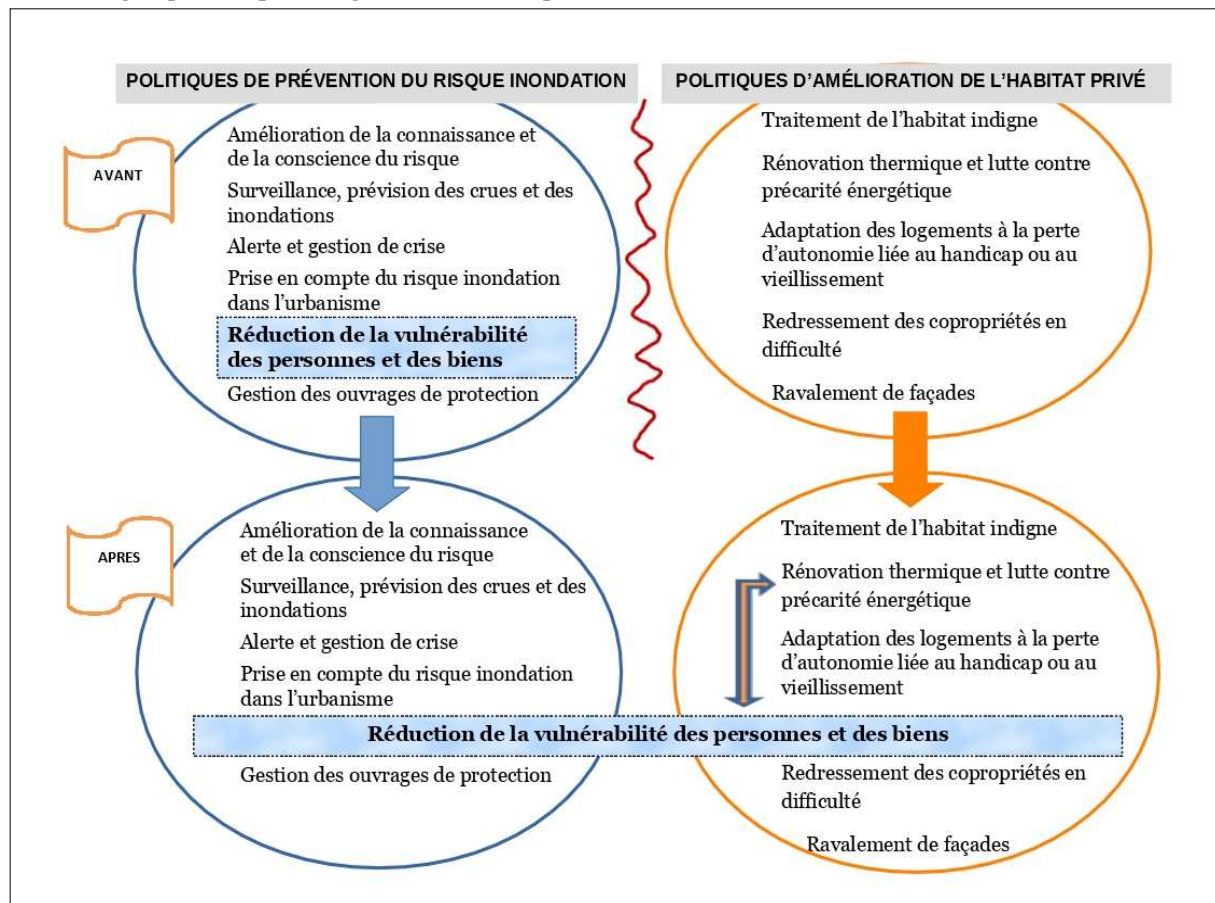 POLITIQUES DE PRÉVENTION DU RISQUE INONDATION
POLITIQUES D’AMÉLIORATION DE L’HABITAT PRIVÉ
AVANT
Amélioration de la connaissance et
de la conscience du risque
Surveillance, prévision des crues et des
inondations
Alerte et gestion de crise
Prise en compte du risque inondation
dans l’urbanisme
Réduction de la vulnérabilité
des personnes et des biens
Gestion des ouvrages de protection
Traitement de l’habitat indigne
Rénovation thermique et lutte contre
précarité énergétique
Adaptation des logements à la perte
d’autonomie liée au handicap ou au
vieillissement
Redressement des copropriétés en
difficulté
Ravalement de façades
APRES
Amélioration de la connaissance
et de la conscience du risque
Surveillance, prévision des crues et des
inondations
Alerte et gestion de crise
Prise en compte du risque inondation
dans l’urbanisme
Réduction de la vulnérabilité des personnes et des biens
Gestion des ouvrages de protection
Traitement de l’habitat indigne
Rénovation thermique et lutte contre
précarité énergétique
Adaptation des logements à la perte
d’autonomie liée au handicap ou au
vieillissement
Redressement des copropriétés en
difficulté
Ravalement de façades